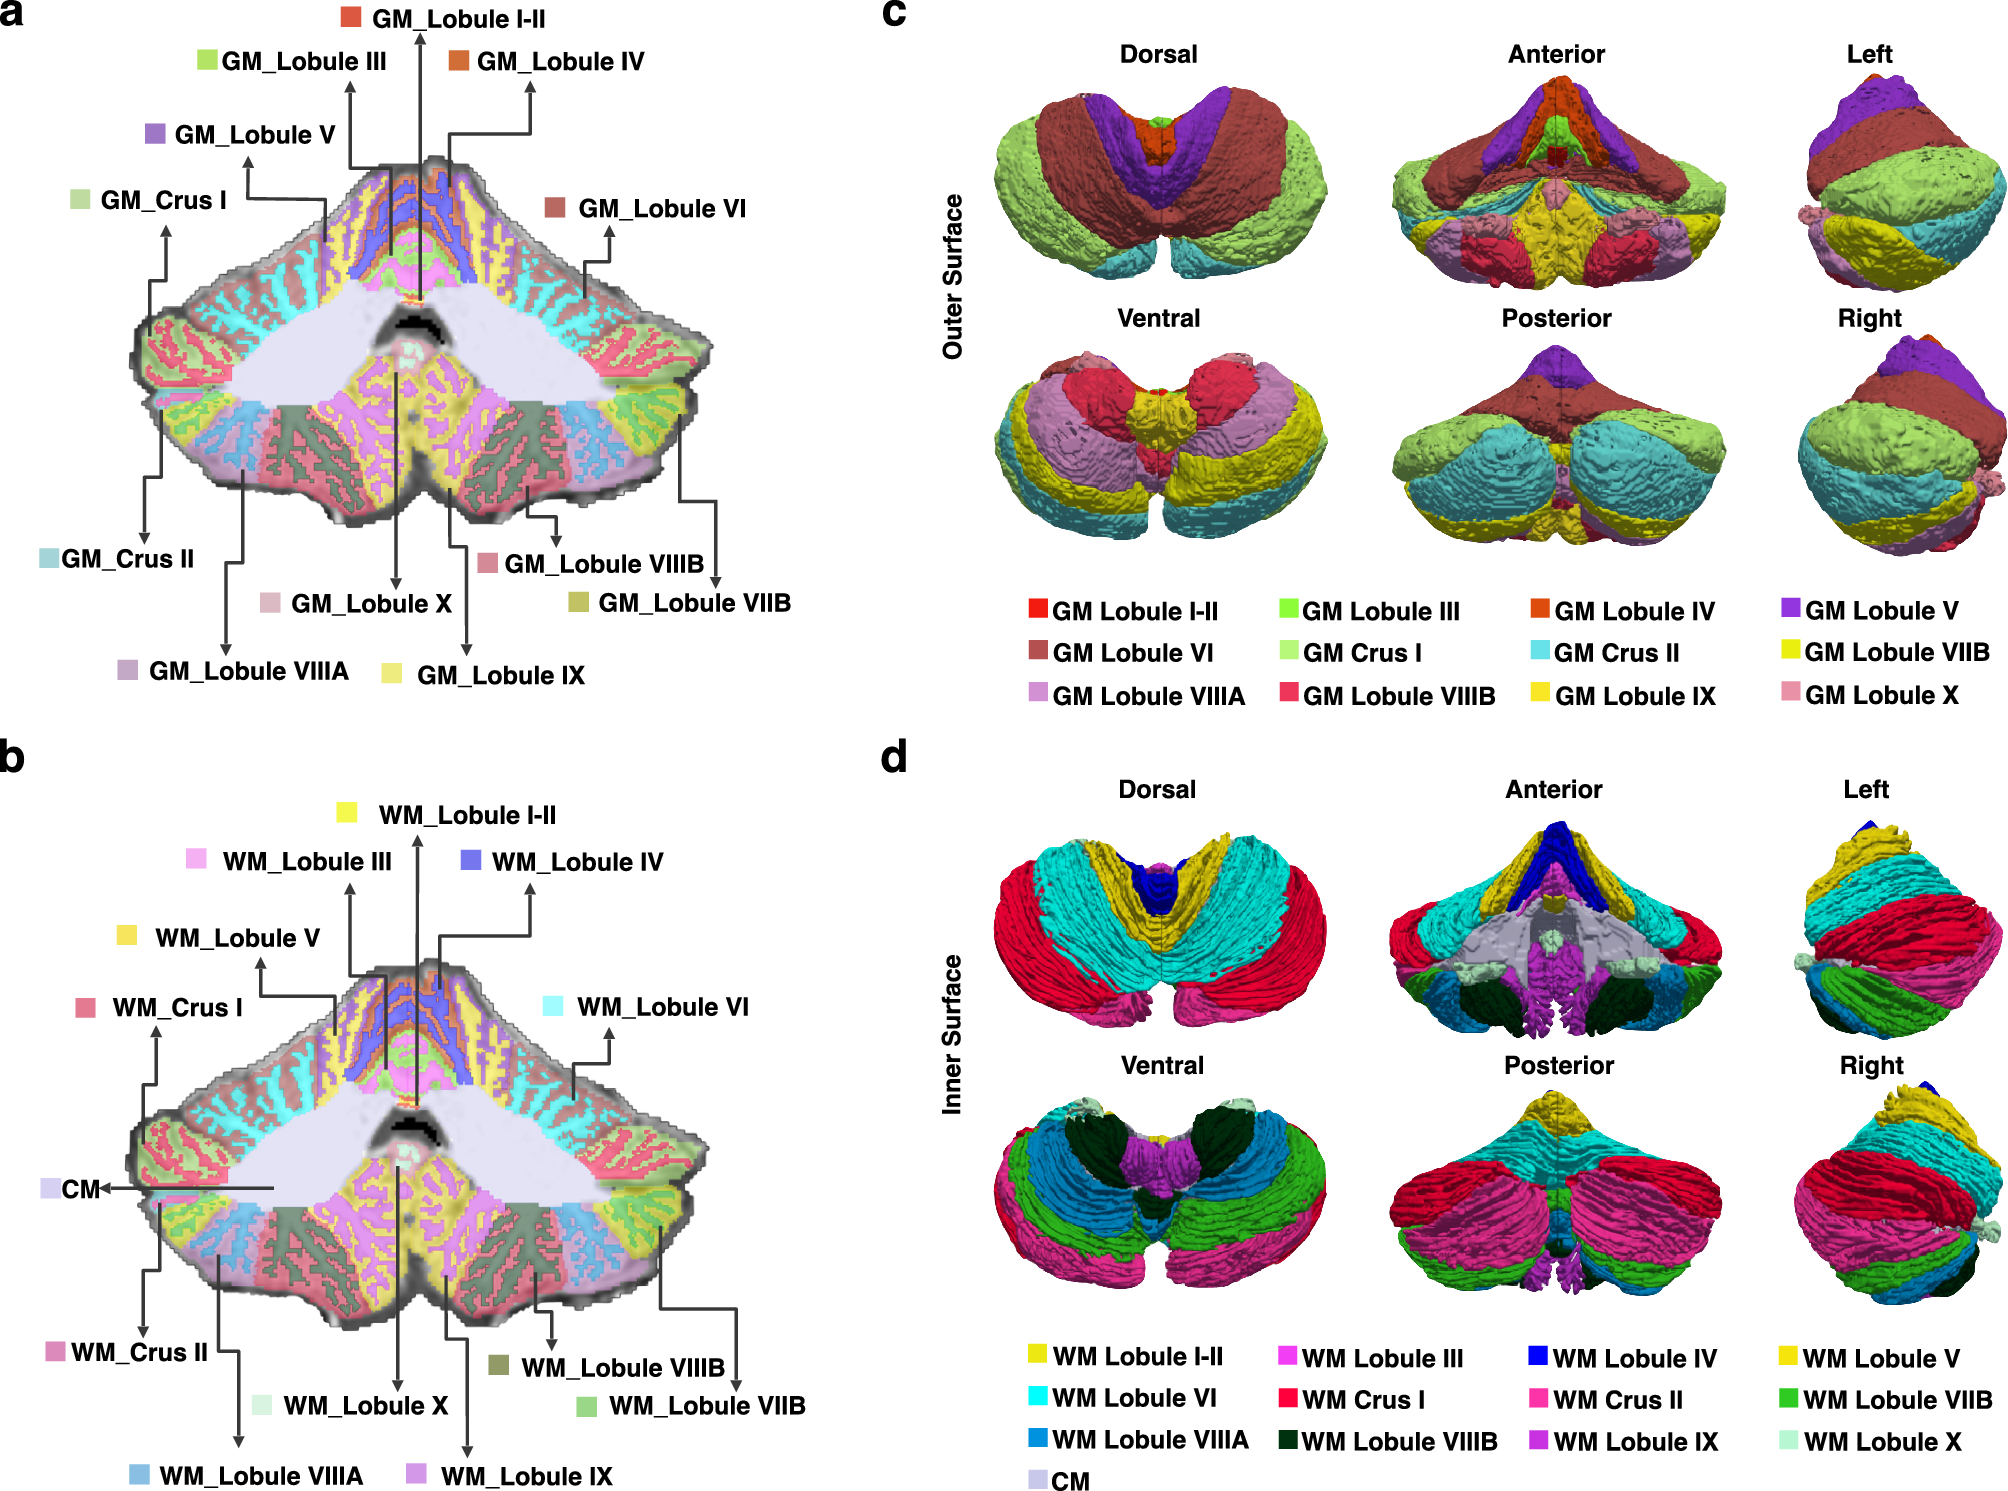 a
GM_Lobule I-II
GM_Lobule III
GM_Lobule IV
GM_Lobule V
GM_Crus I
GM_Lobule VI
GM_Crus II
GM_Lobule VIIIB
GM_Lobule X
GM_Lobule VIIB
GM_Lobule VIIIA
GM_Lobule IX
b
WM_Lobule I-II
WM_Lobule III
WM_Lobule IV
WM_Lobule V
WM_Crus I
WM_Lobule VI
CM
WM_Crus II
WM_Lobule VIIIB
WM_Lobule X
WM_Lobule VIIB
WM_Lobule VIIIA
WM_Lobule IX
c
Dorsal
Anterior
Left
Outer Surface
Ventral
Posterior
Right
GM Lobule I-II
GM Lobule III
GM Lobule IV
GM Lobule V
GM Lobule VI
GM Crus I
GM Crus II
GM Lobule VIIB
GM Lobule VIIIA
GM Lobule VIIIB
GM Lobule IX
GM Lobule X
d
Dorsal
Anterior
Left
Inner Surface
Ventral
Posterior
Right
WM Lobule I-II
WM Lobule III
WM Lobule IV
WM Lobule V
WM Lobule VI
WM Crus I
WM Crus II
WM Lobule VIIB
WM Lobule VIIIA
WM Lobule VIIIB
WM Lobule IX
WM Lobule X
CM